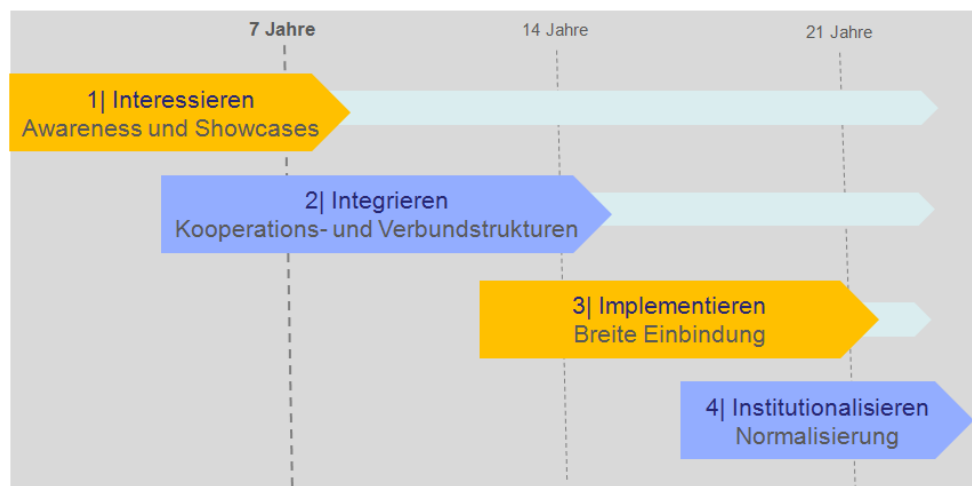 7 Jahre
14 Jahre
21 Jahre
1| Interessieren
Awareness und Showcases
2| Integrieren
Kooperations- und Verbundstrukturen
3| Implementieren
Breite Einbindung
4| Institutionalisieren
Normalisierung